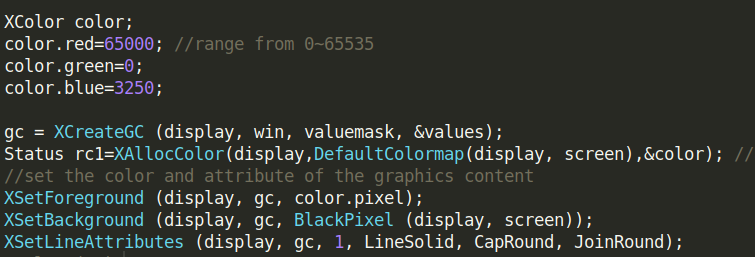 XColor color;
color.red=65000; //range from 0~65535
color.green=0;
color.blue=3250;
gc = XCreateGC (display, win, valuemask, &values);
Status rc1=XAllocColor(display,DefaultColormap(display, screen),&color); //
//set the color and attribute of the graphics content
XSetForeground (display, gc, color.pixel);
XSetBackground (display, gc, BlackPixel (display, screen));
XSetLineAttributes (display, gc, 1, LineSolid, CapRound, JoinRound);